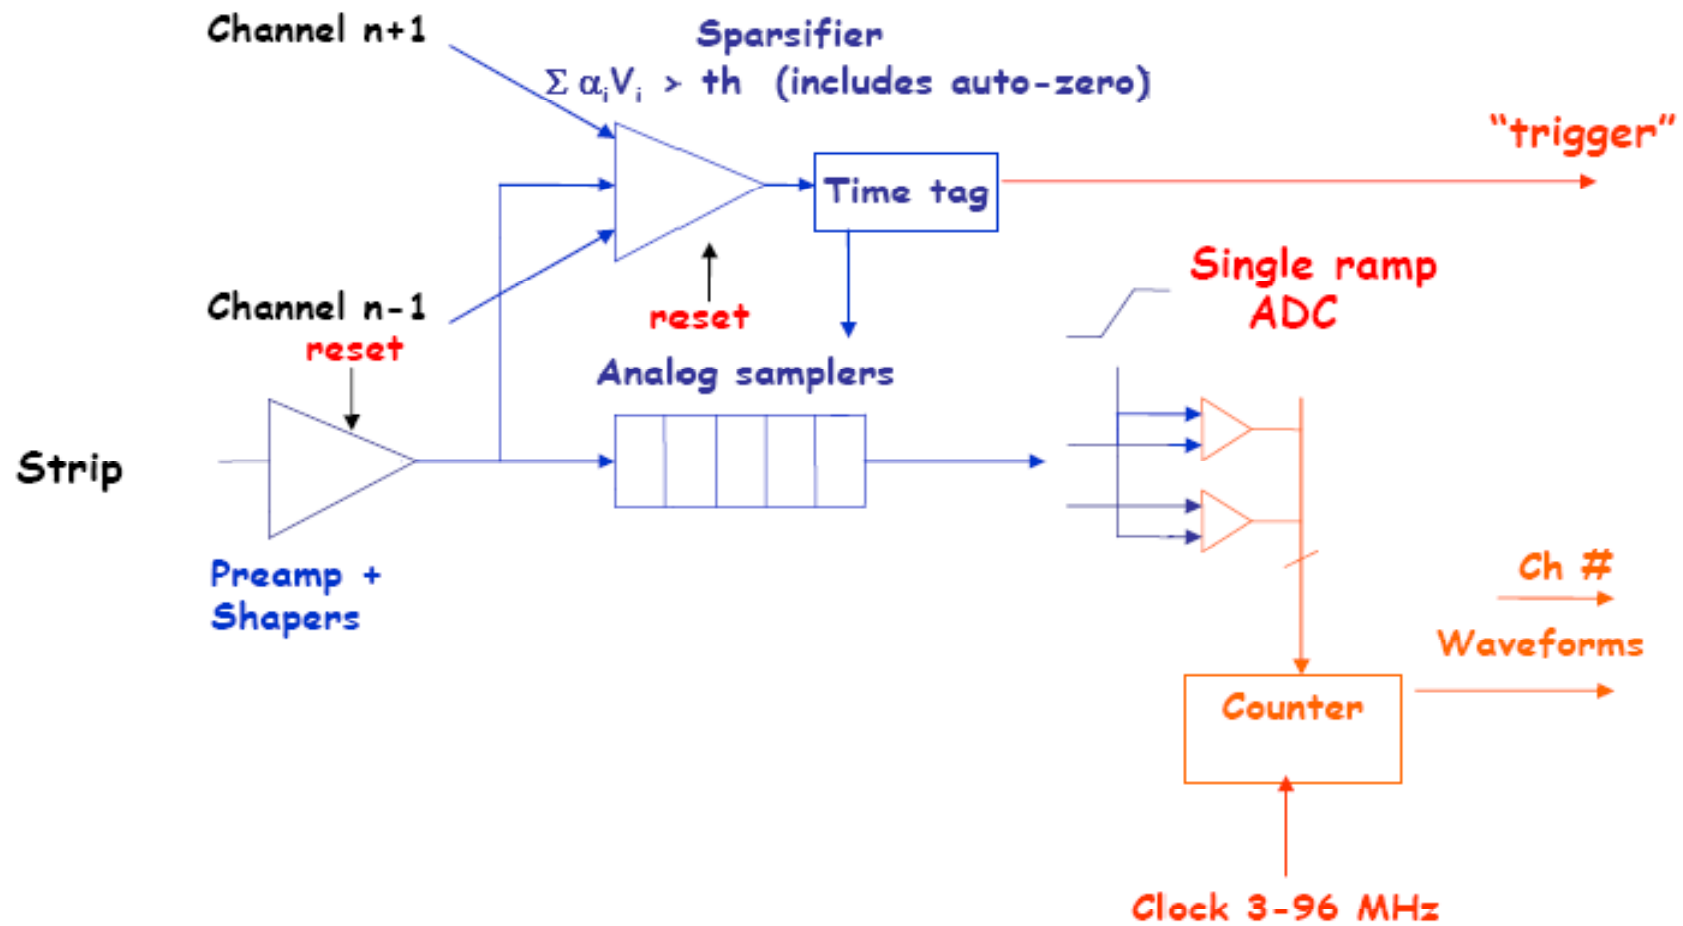 Channel n+1
Sparsifier
Σ αᵢVᵢ > th (includes auto-zero)
"trigger"
Time tag
Channel n-1
reset
reset
Single ramp
ADC
Analog samplers
Strip
Preamp +
Shapers
Ch #
Waveforms
Counter
Clock 3-96 MHz